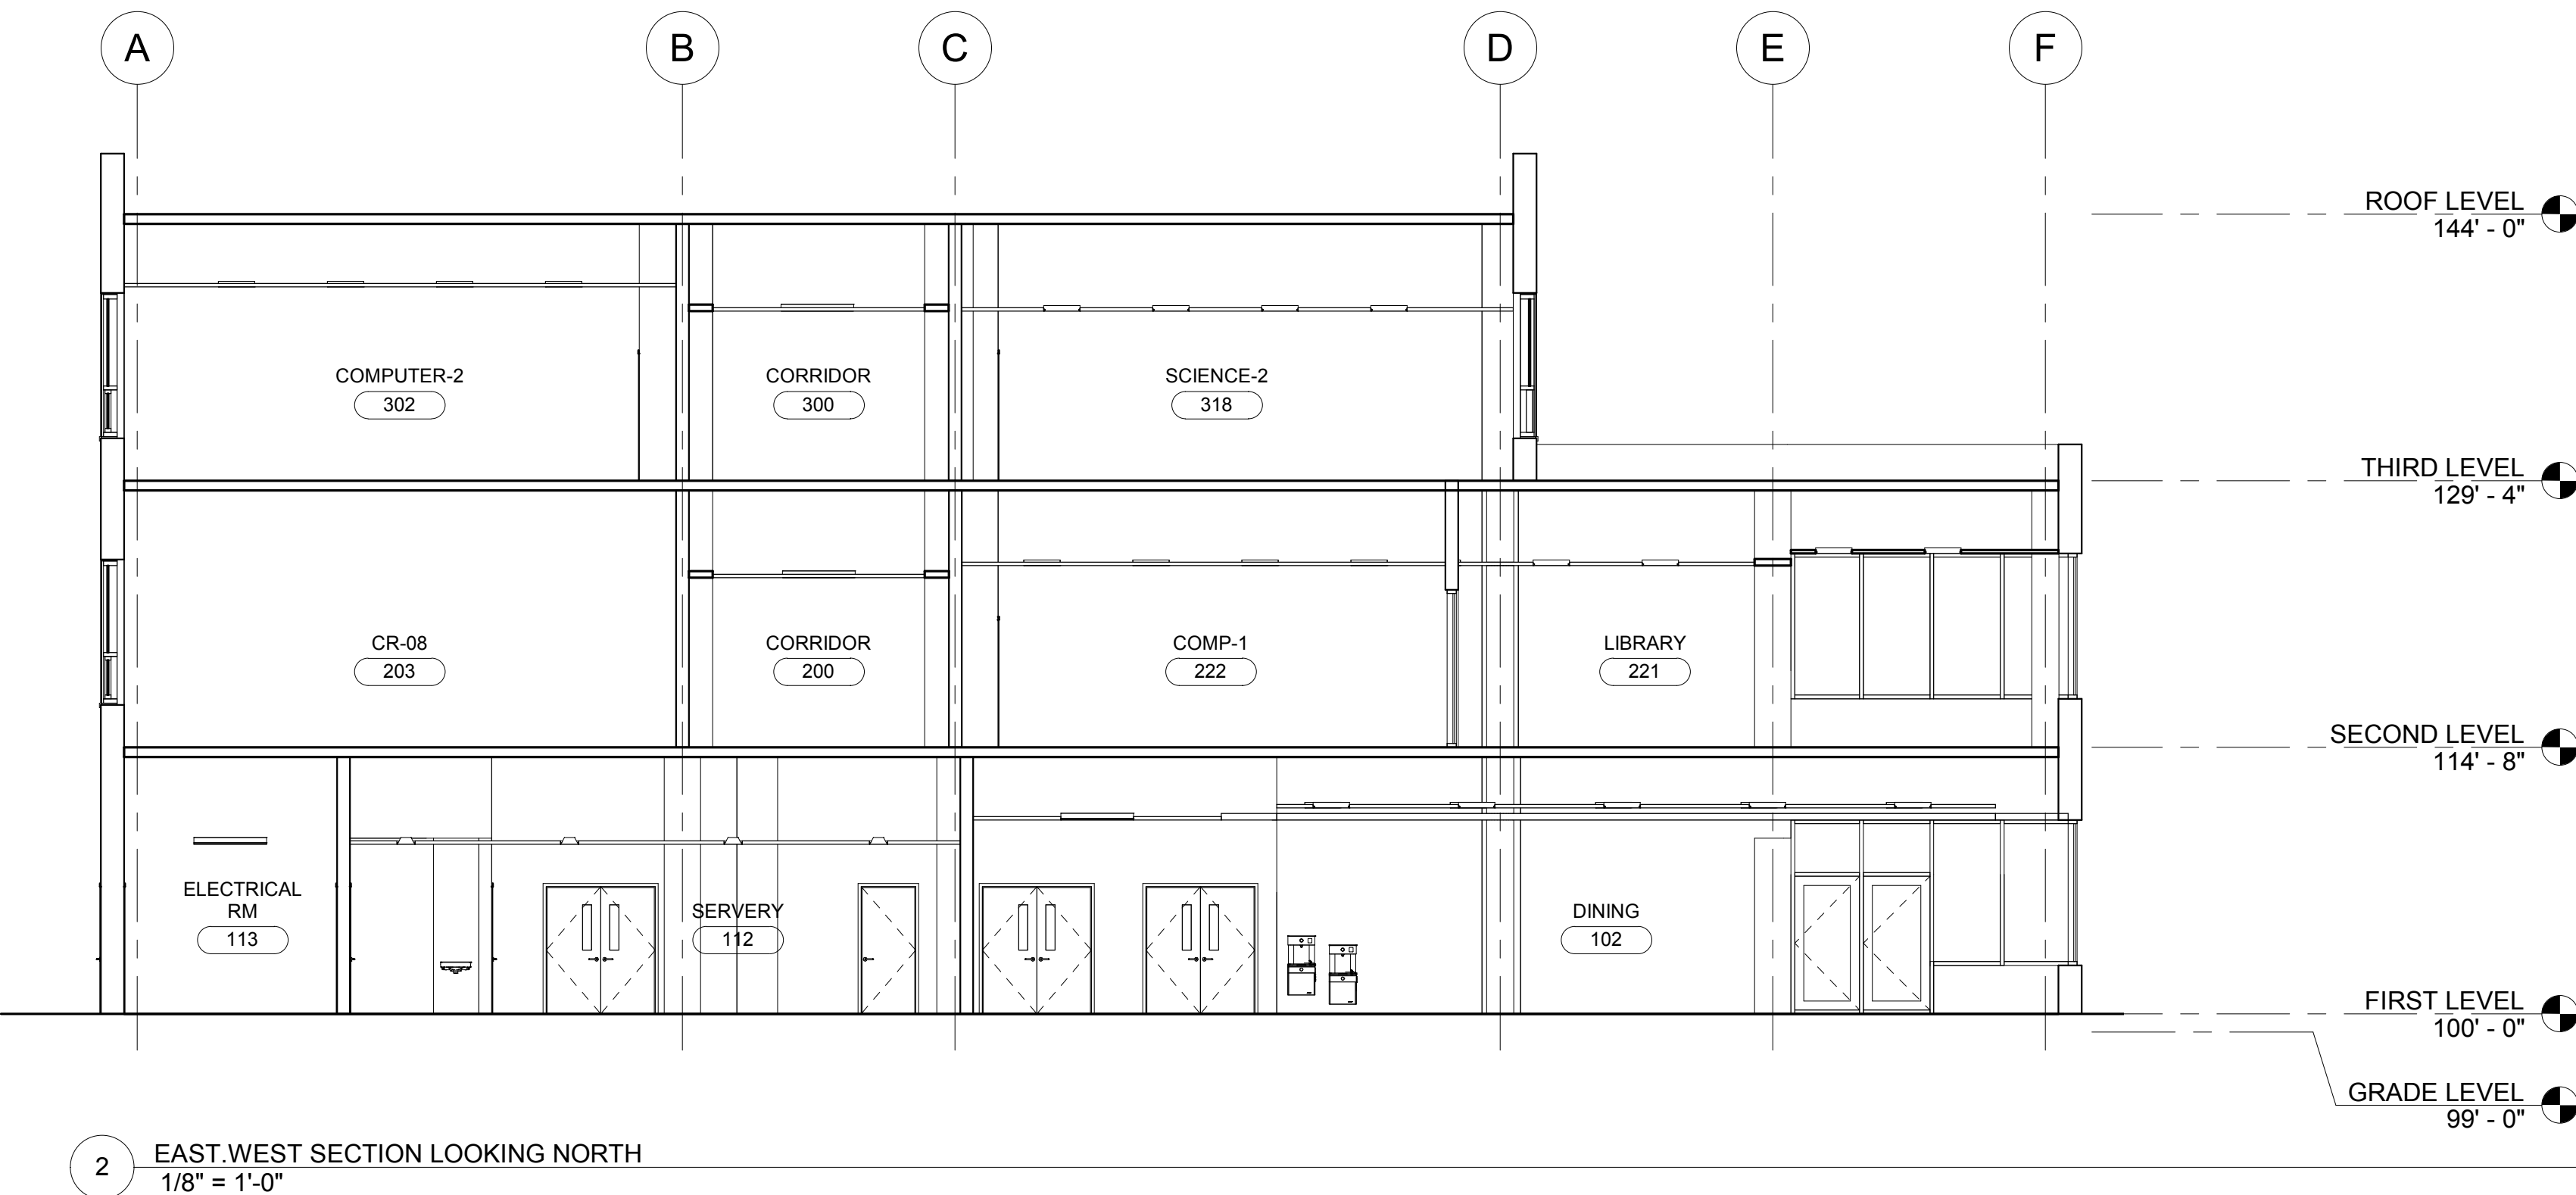 A
B
C
D
E
F
ROOF LEVEL
144' - 0"
COMPUTER-2
302
CORRIDOR
300
SCIENCE-2
318
THIRD LEVEL
129' - 4"
CR-08
203
CORRIDOR
200
COMP-1
222
LIBRARY
221
SECOND LEVEL
114' - 8"
ELECTRICAL
RM
113
SERVERY
112
DINING
102
FIRST LEVEL
100' - 0"
GRADE LEVEL
99' - 0"
2
EAST.WEST SECTION LOOKING NORTH
1/8" = 1'-0"